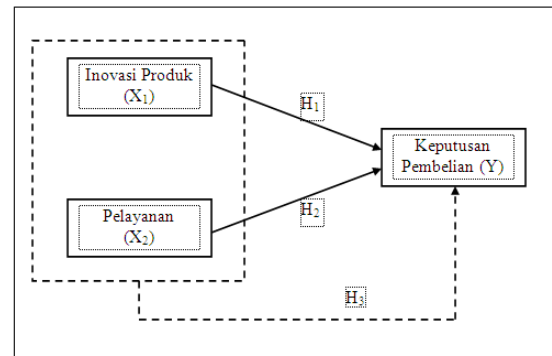 Inovasi Produk
(X₁)
H₁
Keputusan
Pembelian (Y)
Pelayanan
(X₂)
H₂
H₃